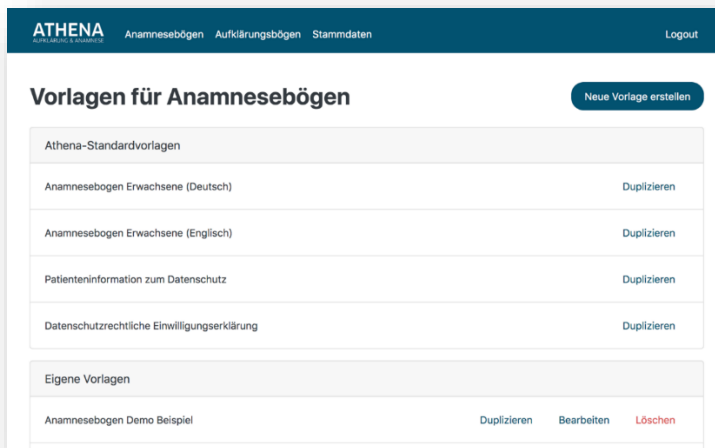 ATHENA
AUFKLÄRUNG & ANAMNESE
Anamnesebögen Aufklärungsbögen Stammdaten Logout
Vorlagen für Anamnesebögen
Neue Vorlage erstellen
Athena-Standardvorlagen
Anamnesebogen Erwachsene (Deutsch) Duplizieren
Anamnesebogen Erwachsene (Englisch) Duplizieren
Patienteninformation zum Datenschutz Duplizieren
Datenschutzrechtliche Einwilligungserklärung Duplizieren
Eigene Vorlagen
Anamnesebogen Demo Beispiel Duplizieren Bearbeiten Löschen